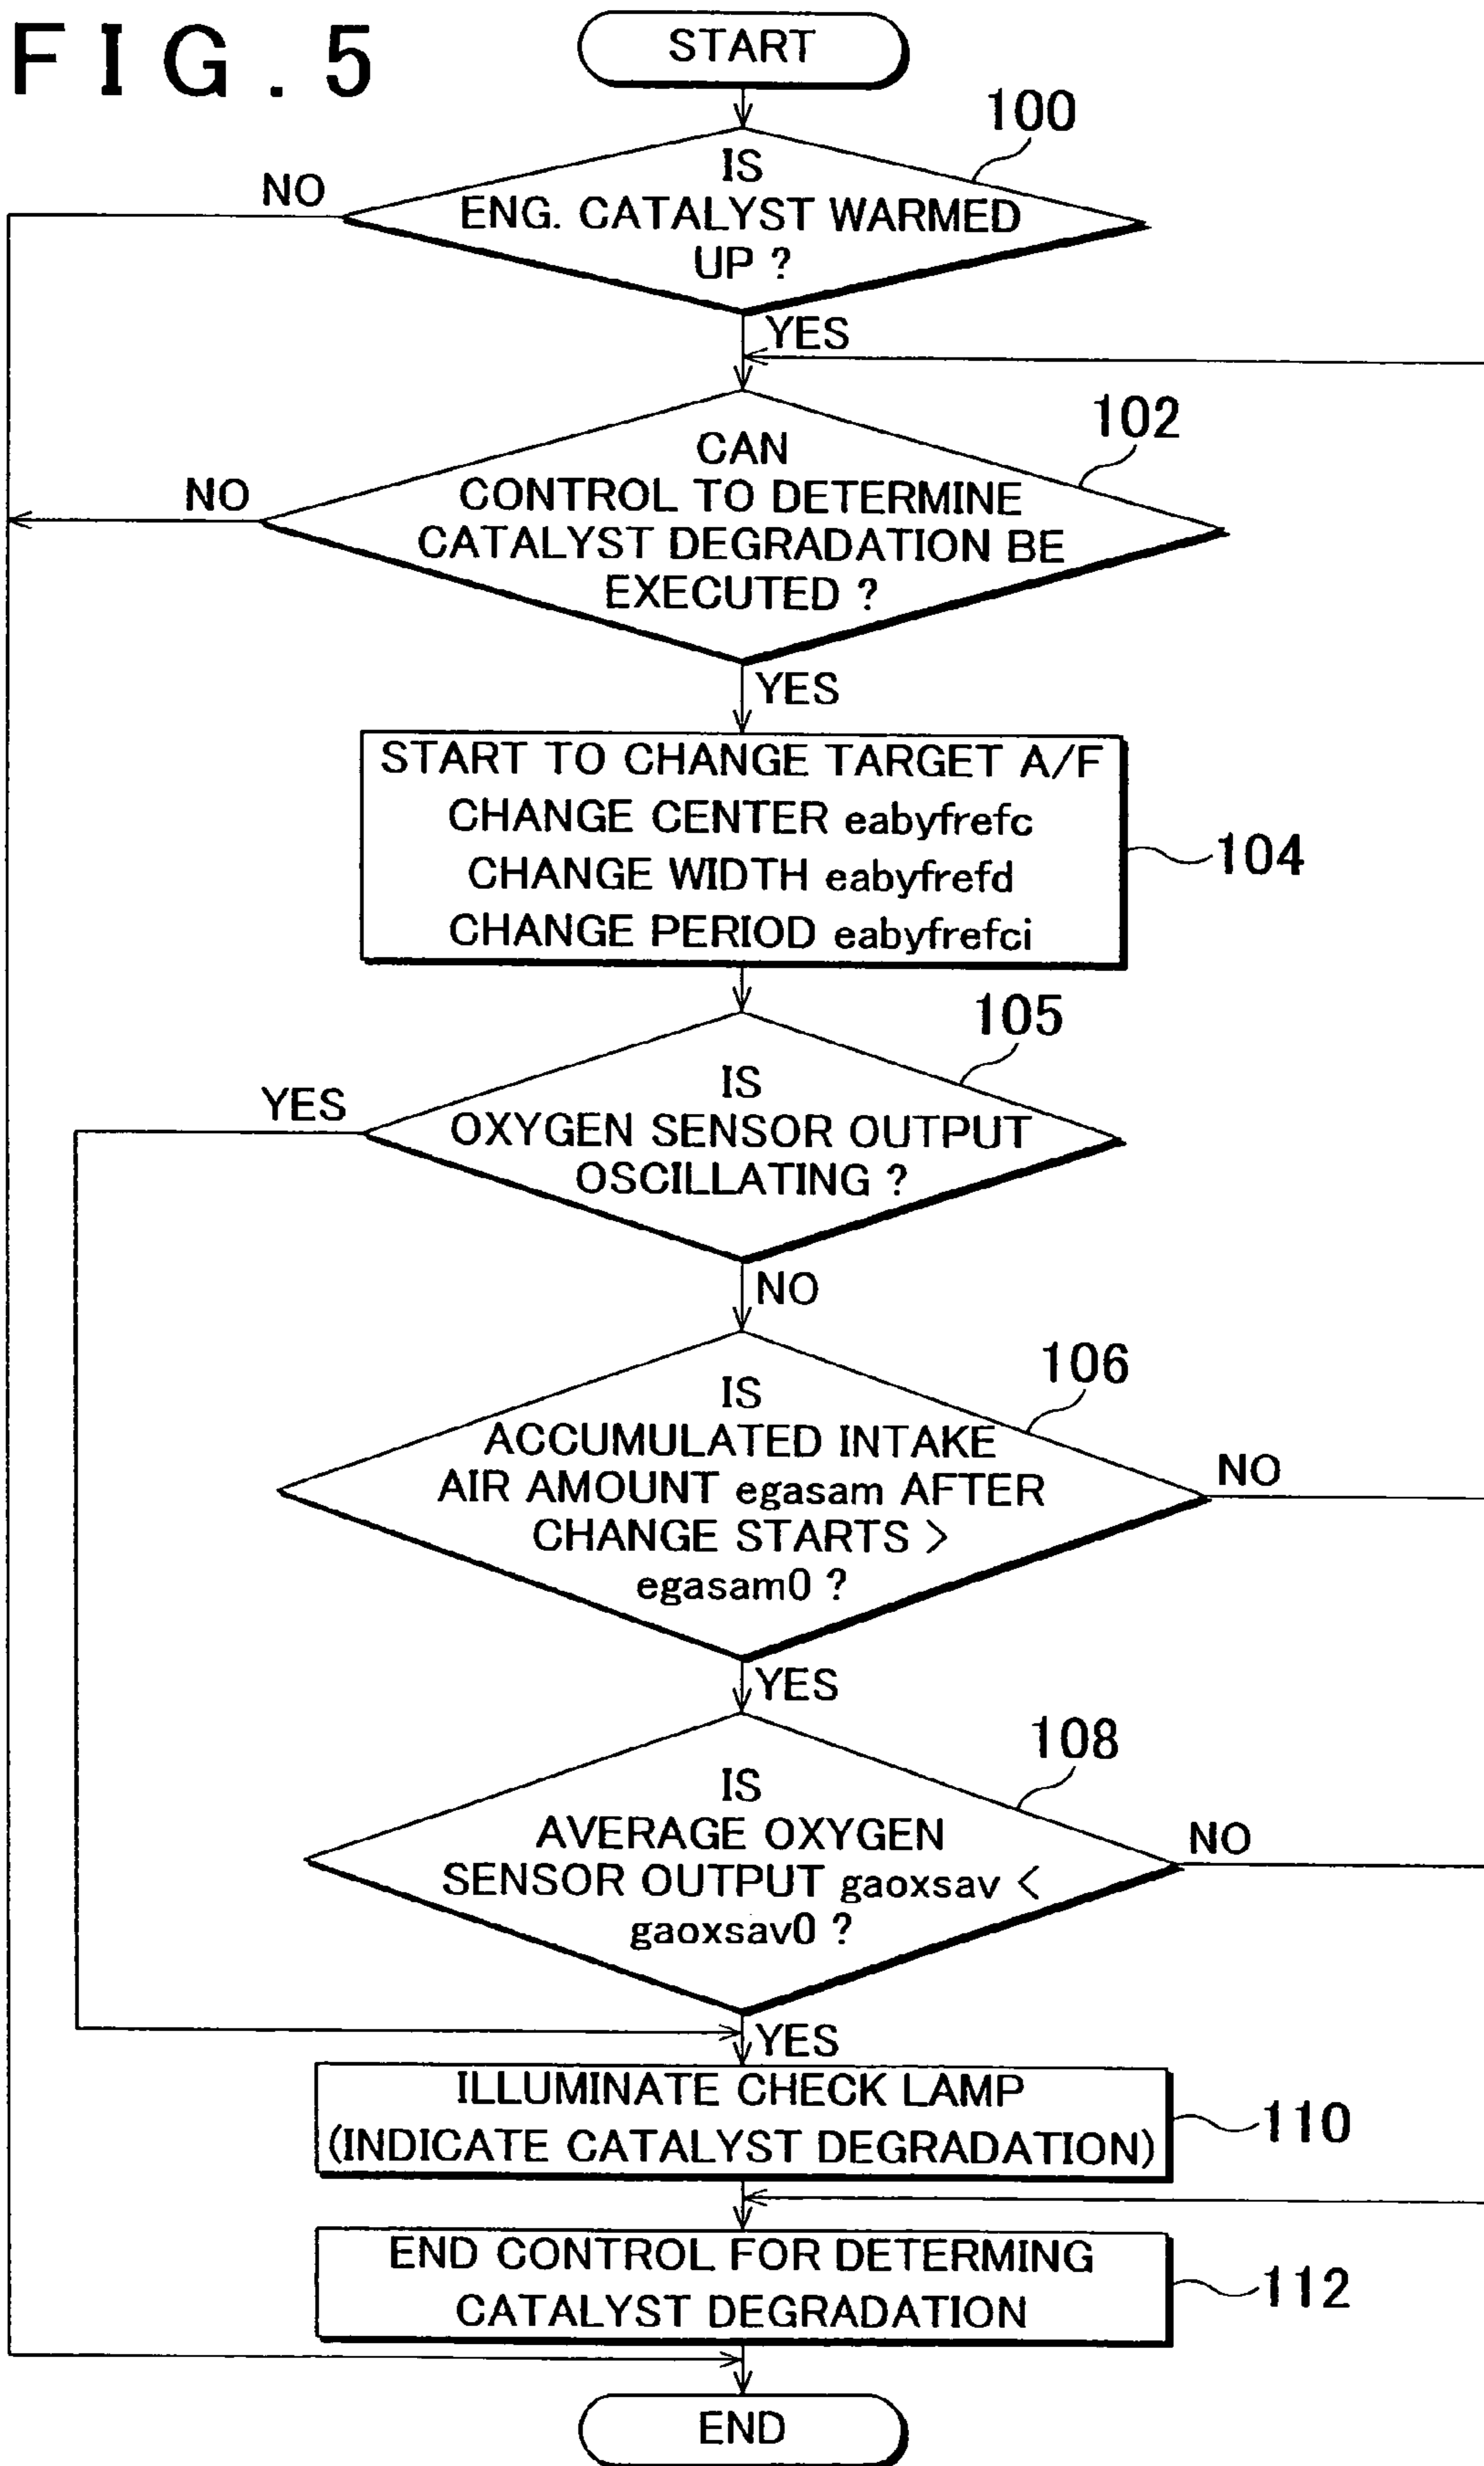 FIG.5
START
100
IS
ENG. CATALYST WARMED
UP ?
NO
YES
102
CAN
CONTROL TO DETERMINE
CATALYST DEGRADATION BE
EXECUTED ?
NO
YES
START TO CHANGE TARGET A/F
CHANGE CENTER eabyfrefc
CHANGE WIDTH eabyfrefd
CHANGE PERIOD eabyfrefci
104
105
IS
OXYGEN SENSOR OUTPUT
OSCILLATING ?
YES
NO
106
IS
ACCUMULATED INTAKE
AIR AMOUNT egasam AFTER
CHANGE STARTS >
egasam0 ?
NO
YES
108
IS
AVERAGE OXYGEN
SENSOR OUTPUT gaoxsav <
gaoxsav0 ?
NO
YES
ILLUMINATE CHECK LAMP
(INDICATE CATALYST DEGRADATION)
110
END CONTROL FOR DETERMING
CATALYST DEGRADATION
112
END